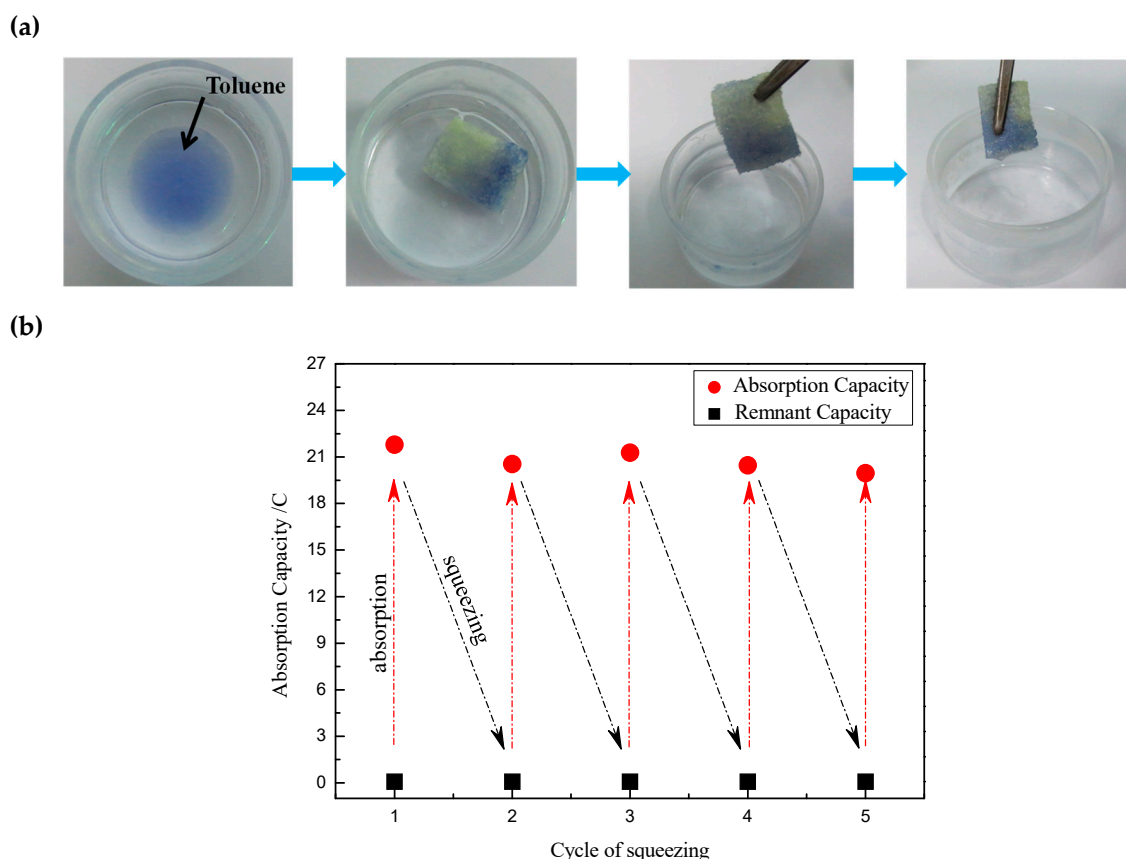 (a)
Toluene
(b)
27
24
21
18
15
12
9
6
3
0
Absorption Capacity /C
Absorption Capacity
Remnant Capacity
absorption
squeezing
1 2 3 4 5
Cycle of squeezing